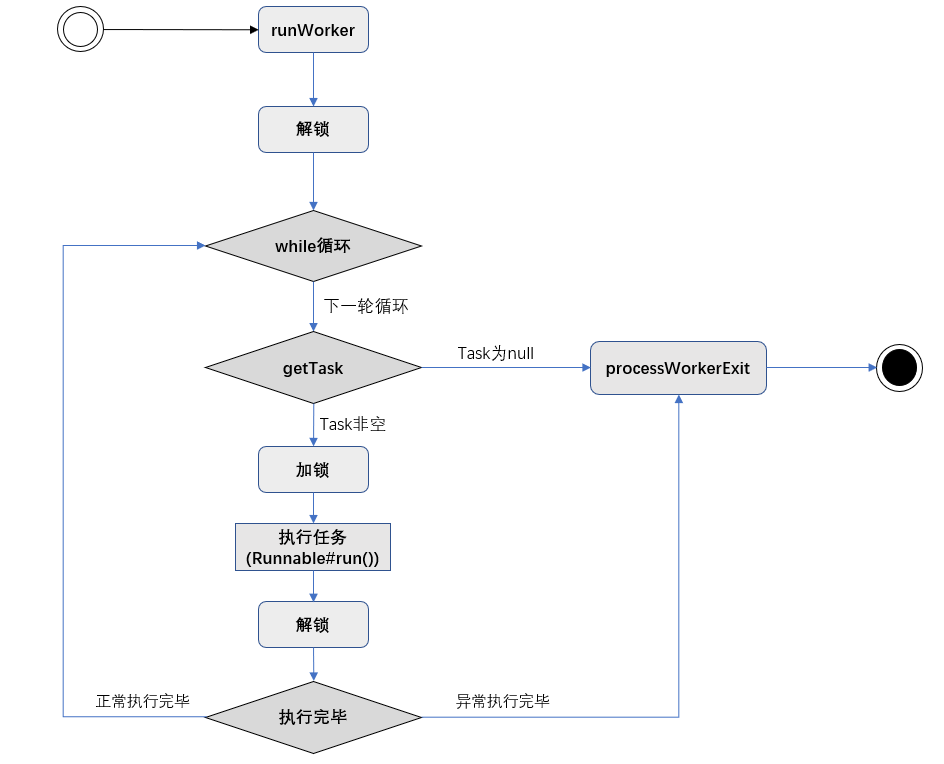 runWorker
解锁
while循环
下一轮循环
getTask
Task为null
processWorkerExit
Task非空
加锁
执行任务
(Runnable#run())
解锁
正常执行完毕
执行完毕
异常执行完毕